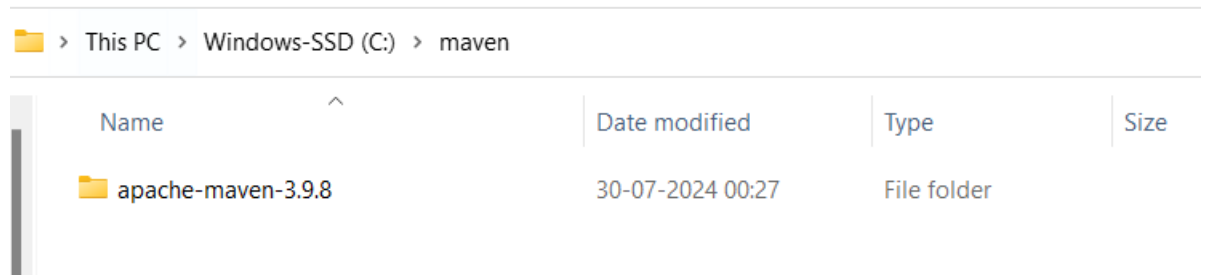 This PC > Windows-SSD (C:) > maven
Name Date modified Type Size
apache-maven-3.9.8 30-07-2024 00:27 File folder